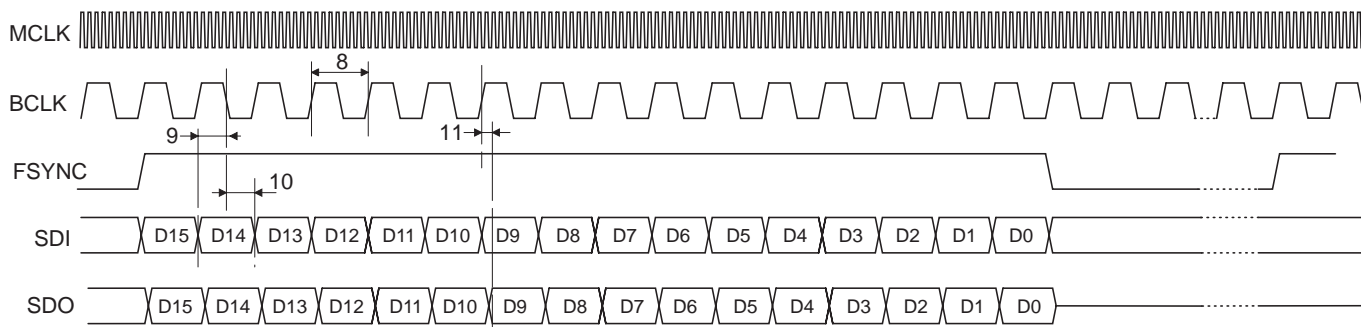 MCLK
8
BCLK
9
11
FSYNC
10
SDI
D15 D14 D13 D12 D11 D10 D9 D8 D7 D6 D5 D4 D3 D2 D1 D0
SDO
D15 D14 D13 D12 D11 D10 D9 D8 D7 D6 D5 D4 D3 D2 D1 D0